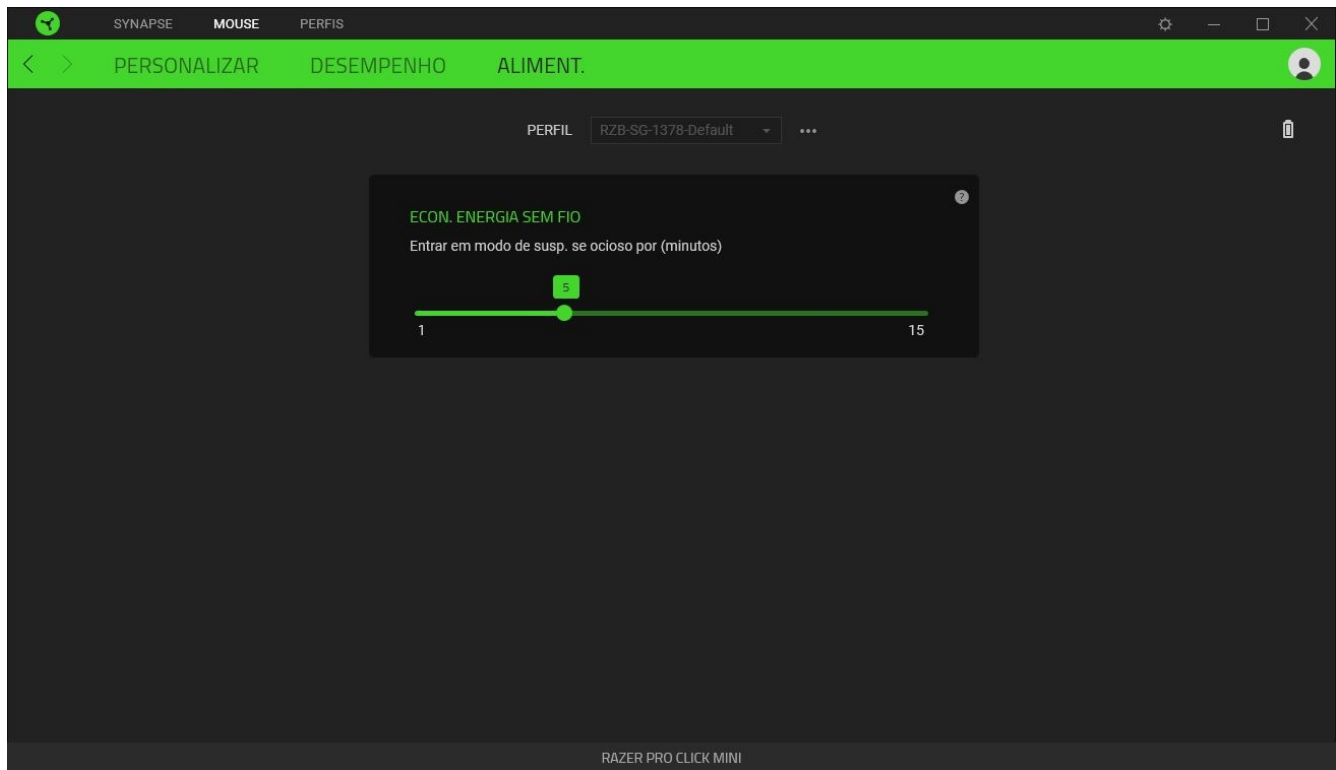 SYNAPSE MOUSE PERFIS
PERSONALIZAR DESEMPENHO ALIMENT.
PERFIL RZB-SG-1378-Default
ECON. ENERGIA SEM FIO
Entrar em modo de susp. se ocioso por (minutos)
5
1 15
RAZER PRO CLICK MINI